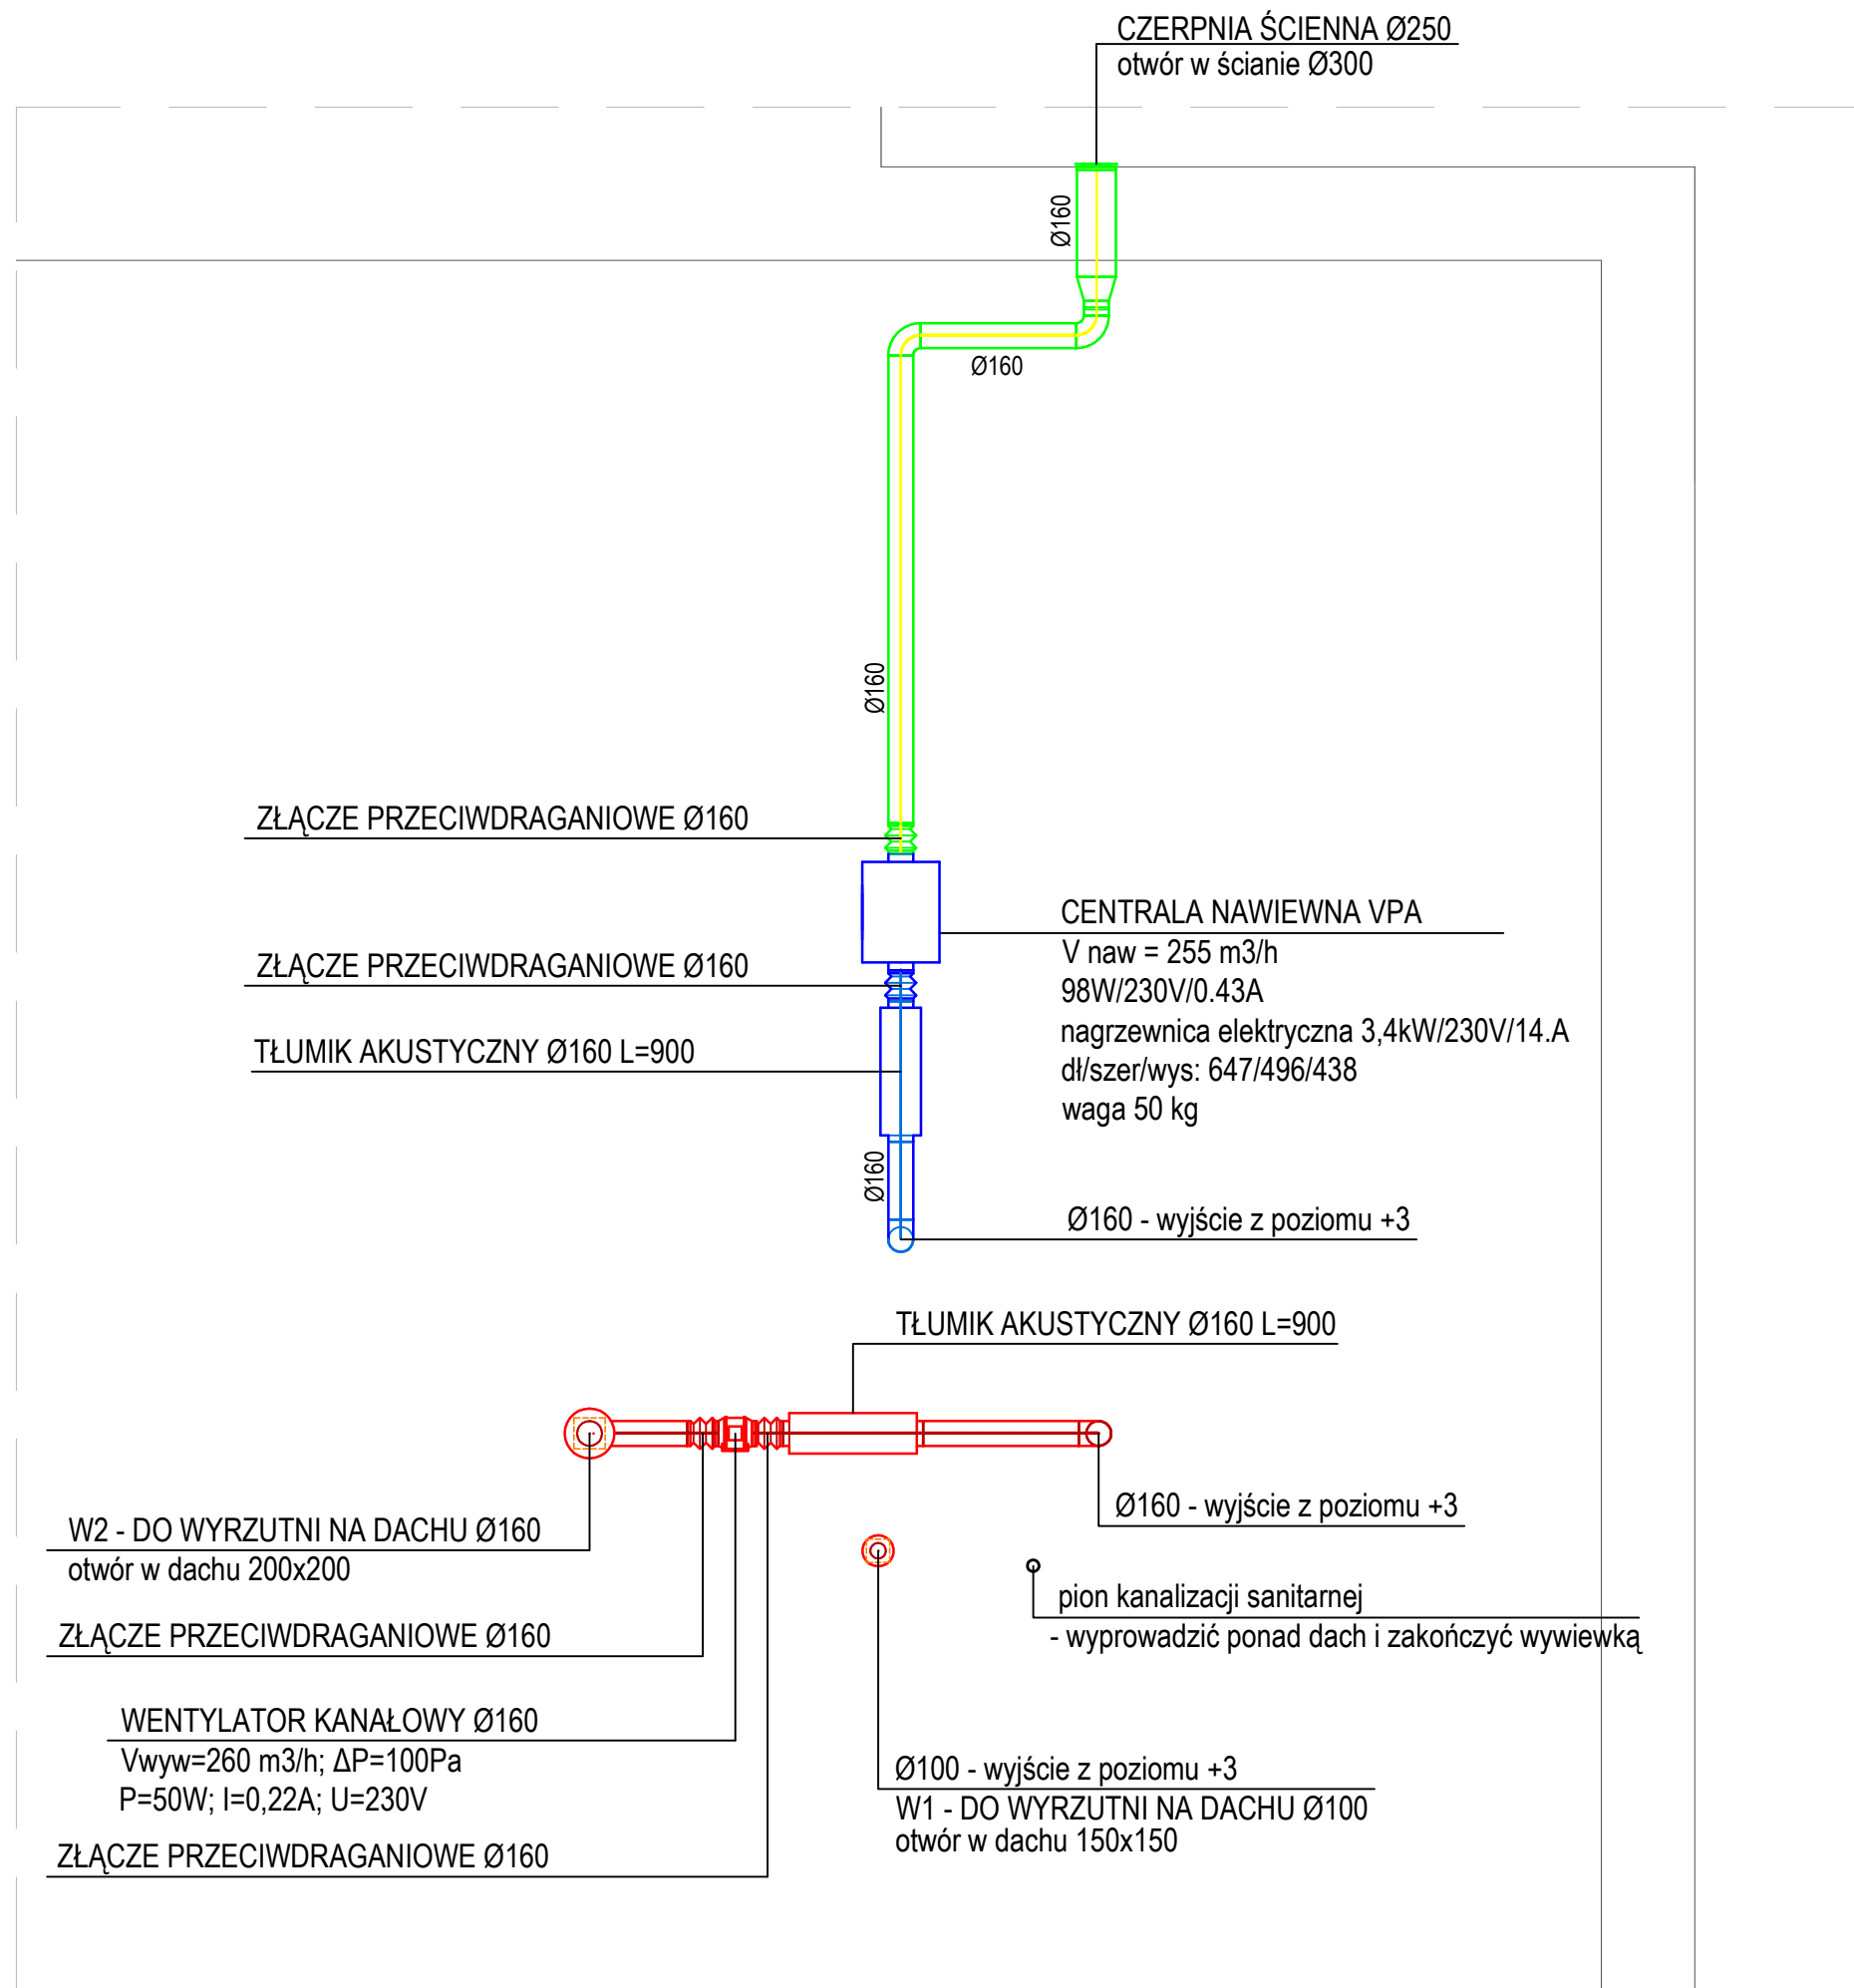 CZERPNIA ŚCIENNA Ø250
otwór w ścianie Ø300
Ø160
Ø160
Ø160
ZŁĄCZE PRZECIWDRAGANIOWE Ø160
CENTRALA NAWIEWNA VPA
V naw = 255 m3/h
98W/230V/0.43A
nagrzewnica elektryczna 3,4kW/230V/14.A
dł/szer/wys: 647/496/438
waga 50 kg
ZŁĄCZE PRZECIWDRAGANIOWE Ø160
TŁUMIK AKUSTYCZNY Ø160 L=900
Ø160
Ø160 - wyjście z poziomu +3
TŁUMIK AKUSTYCZNY Ø160 L=900
Ø160 - wyjście z poziomu +3
W2 - DO WYRZUTNI NA DACHU Ø160
otwór w dachu 200x200
pion kanalizacji sanitarnej
- wyprowadzić ponad dach i zakończyć wywiewką
ZŁĄCZE PRZECIWDRAGANIOWE Ø160
WENTYLATOR KANAŁOWY Ø160
Vwyw=260 m3/h; ΔP=100Pa
P=50W; I=0,22A; U=230V
Ø100 - wyjście z poziomu +3
W1 - DO WYRZUTNI NA DACHU Ø100
otwór w dachu 150x150
ZŁĄCZE PRZECIWDRAGANIOWE Ø160